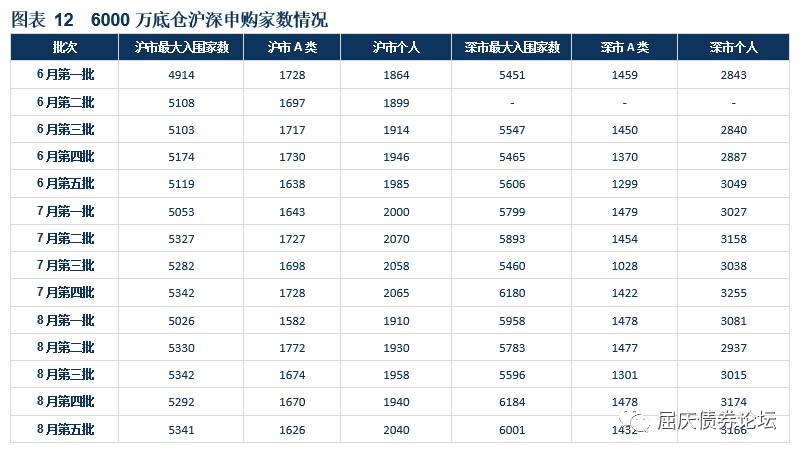 图表 12 6000 万底仓沪深申购家数情况
批次 沪市最大入围家数 沪市 A 类 沪市个人 深市最大入围家数 深市 A 类 深市个人
6 月第一批 4914 1728 1864 5451 1459 2843
6 月第二批 5108 1697 1899 - - -
6 月第三批 5103 1717 1914 5547 1450 2840
6 月第四批 5174 1730 1946 5465 1370 2887
6 月第五批 5119 1638 1985 5606 1299 3049
7 月第一批 5053 1643 2000 5799 1479 3027
7 月第二批 5327 1727 2070 5893 1454 3158
7 月第三批 5282 1698 2058 5460 1028 3038
7 月第四批 5342 1728 2065 6180 1422 3255
8 月第一批 5026 1582 1910 5958 1478 3081
8 月第二批 5330 1772 1930 5783 1477 2937
8 月第三批 5342 1674 1958 5596 1301 3015
8 月第四批 5292 1670 1940 6184 1478 3174
8 月第五批 5341 1626 2040 6001 1432 3166
屈庆债券论坛